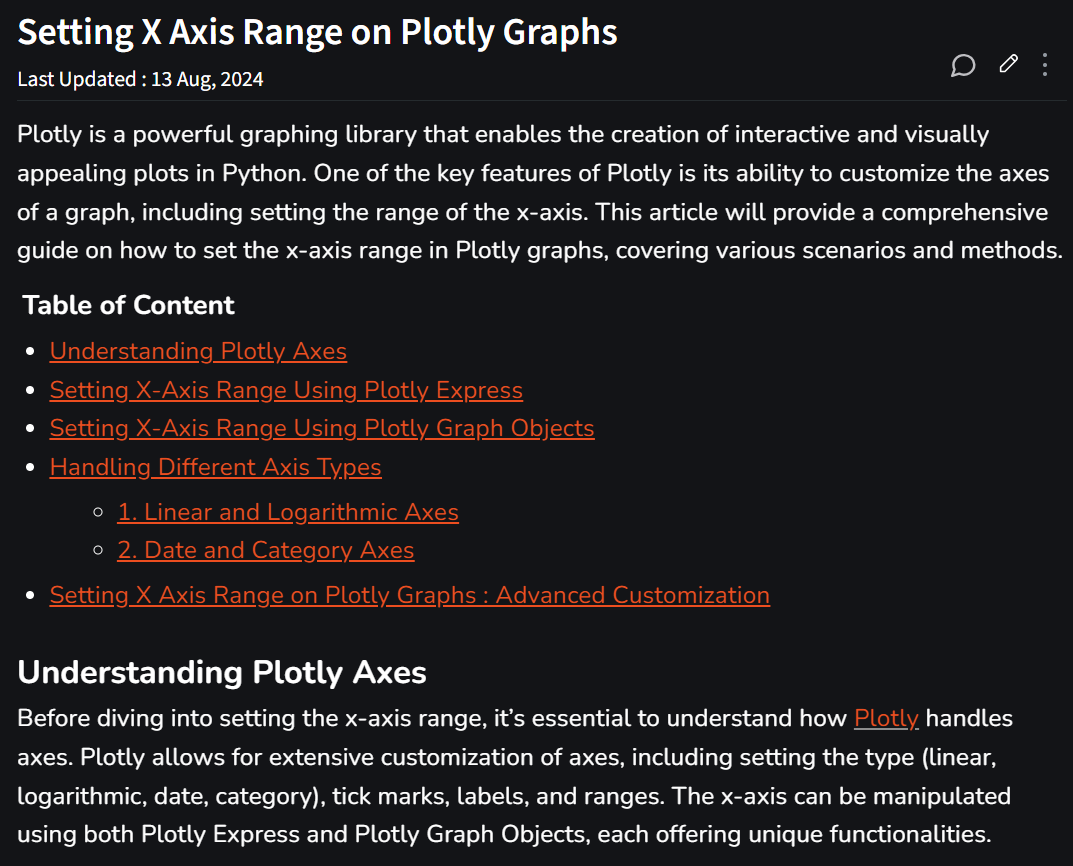 Setting X Axis Range on Plotly Graphs
Last Updated : 13 Aug, 2024
Plotly is a powerful graphing library that enables the creation of interactive and visually
appealing plots in Python. One of the key features of Plotly is its ability to customize the axes
of a graph, including setting the range of the x-axis. This article will provide a comprehensive
guide on how to set the x-axis range in Plotly graphs, covering various scenarios and methods.
Table of Content
Understanding Plotly Axes
Setting X-Axis Range Using Plotly Express
Setting X-Axis Range Using Plotly Graph Objects
Handling Different Axis Types
1. Linear and Logarithmic Axes
2. Date and Category Axes
Setting X Axis Range on Plotly Graphs : Advanced Customization
Understanding Plotly Axes
Before diving into setting the x-axis range, it’s essential to understand how Plotly handles
axes. Plotly allows for extensive customization of axes, including setting the type (linear,
logarithmic, date, category), tick marks, labels, and ranges. The x-axis can be manipulated
using both Plotly Express and Plotly Graph Objects, each offering unique functionalities.